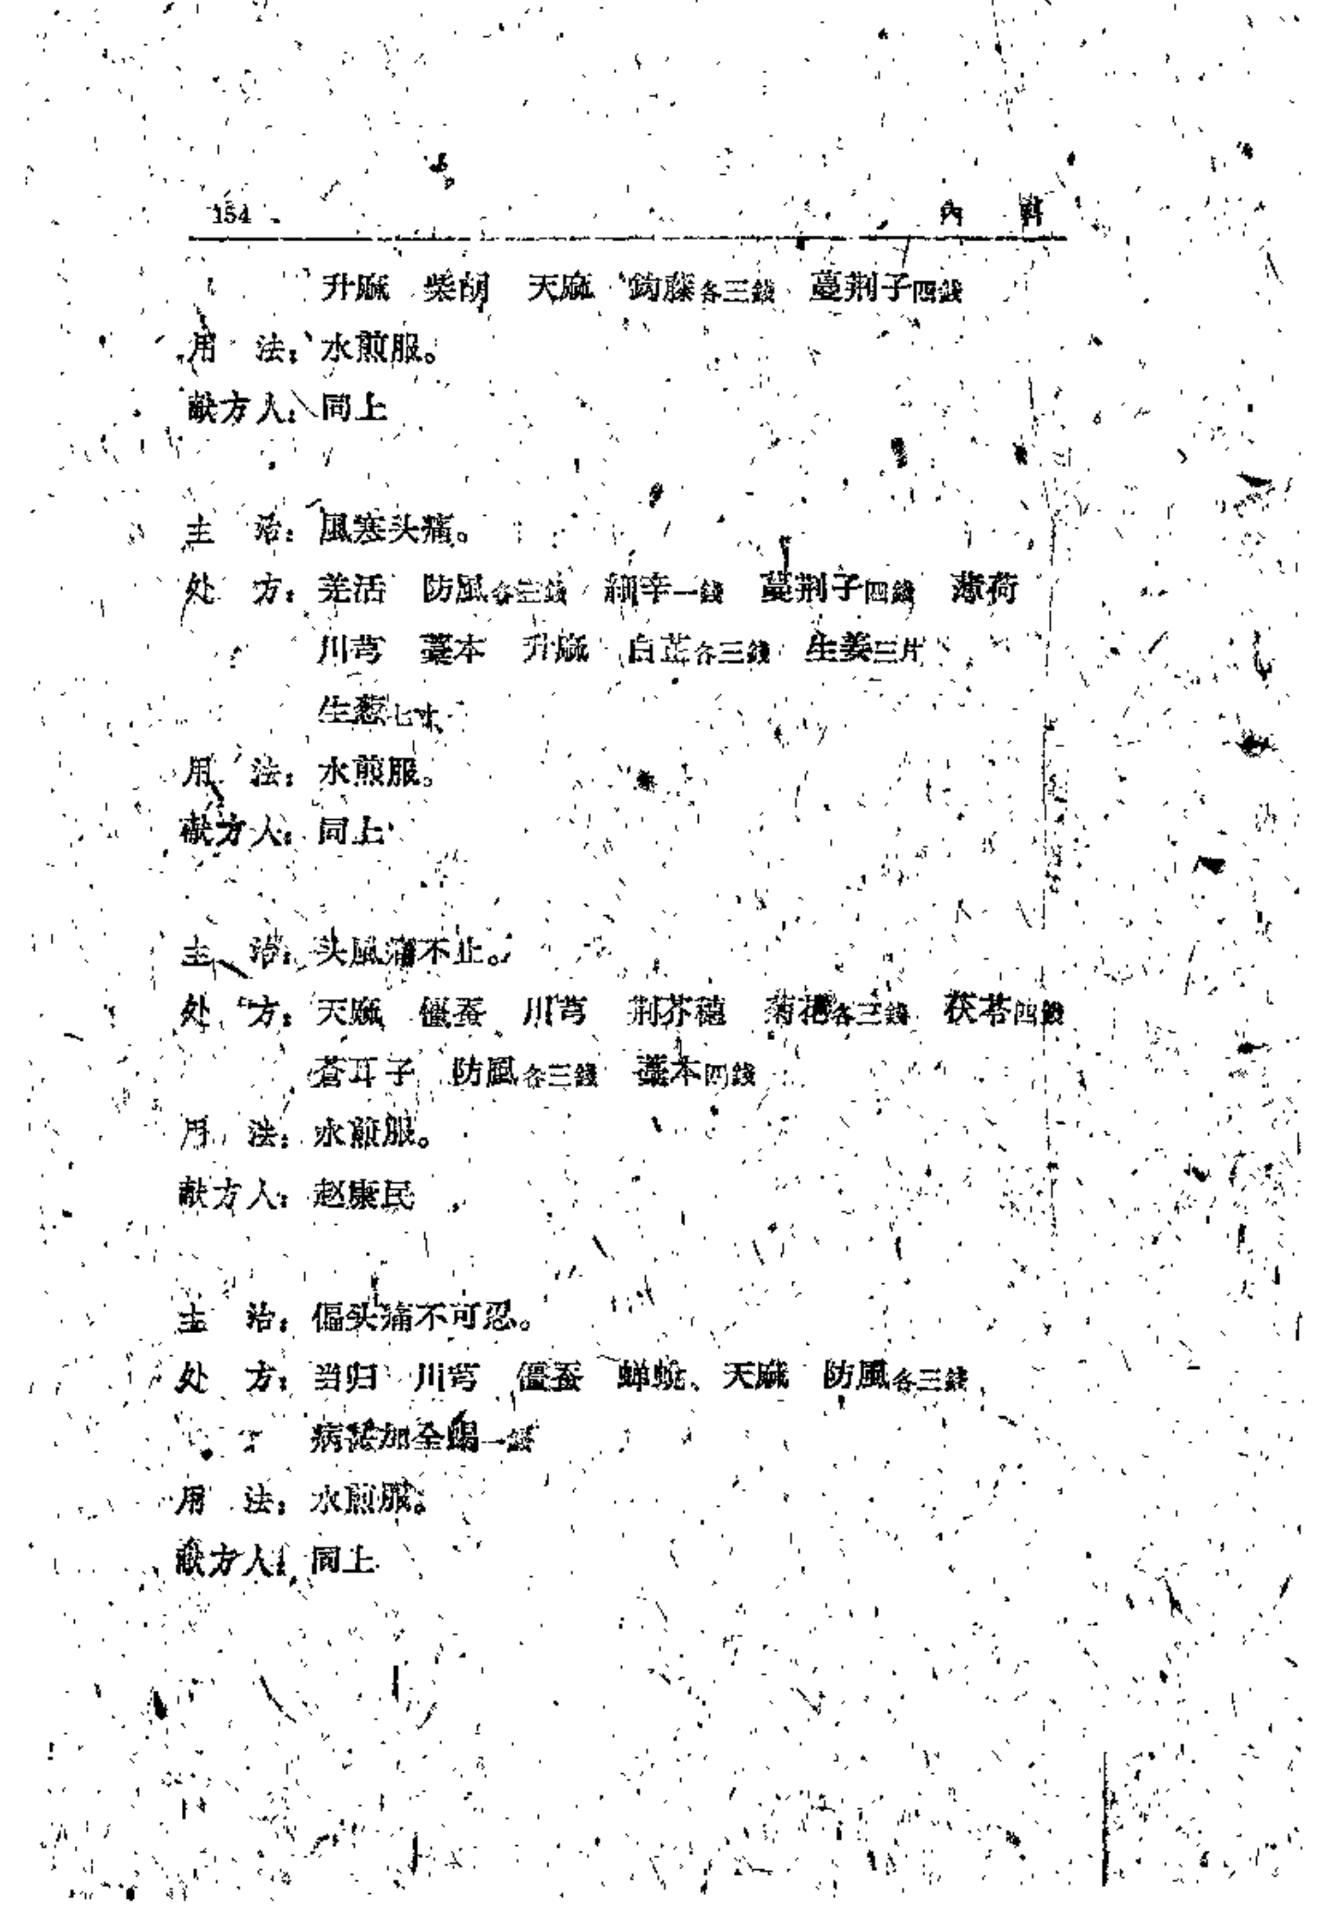 154 內　科
升麻　柴胡　天麻　鈎藤各三錢　蔓荆子四錢
用　法：水煎服。
献方人：同上
主　治：風寒头痛。
处　方：羌活　防風各三錢　細辛一錢　蔓荆子四錢　薄荷
川芎　藁本　升麻　白芷各三錢　生姜三片
生葱七寸
用　法：水煎服。
献方人：同上
主　治：头風痛不止。
处　方：天麻　僵蚕　川芎　荆芥穗　菊花各三錢　茯苓四錢
蒼耳子　防風各三錢　藁本四錢
用　法：水煎服。
献方人：赵康民
主　治：偏头痛不可忍。
处　方：当归　川芎　僵蚕　蝉蛻　天麻　防風各三錢
病 加全蝎一錢
用　法：水煎服。
献方人：同上